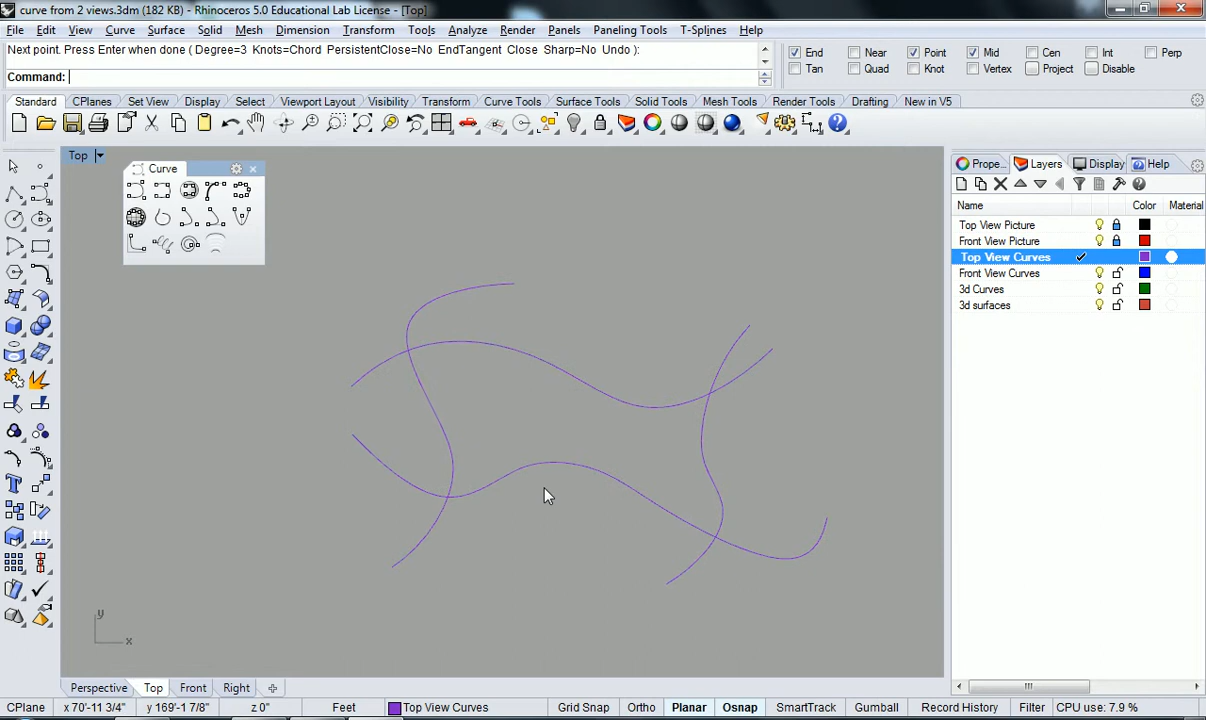 curve from 2 views.3dm (182 KB) - Rhinoceros 5.0 Educational Lab License - [Top]
File Edit View Curve Surface Solid Mesh Dimension Transform Tools Analyze Render Panels Paneling Tools T-Splines Help
Next point. Press Enter when done ( Degree=3 Knots=Chord PersistentClose=No EndTangent Close Sharp=No Undo ):
Command:
End Near Point Mid Cen Int Perp
Tan Quad Knot Vertex Project Disable
Standard CPlanes Set View Display Select Viewport Layout Visibility Transform Curve Tools Surface Tools Solid Tools Mesh Tools Render Tools Drafting New in V5
Top
Curve
Prope... Layers Display Help
Name Color Material
Top View Picture
Front View Picture
Top View Curves
Front View Curves
3d Curves
3d surfaces
y
x
Perspective Top Front Right
CPlane x 70'-11 3/4" y 169'-1 7/8" z 0" Feet Top View Curves Grid Snap Ortho Planar Osnap SmartTrack Gumball Record History Filter CPU use: 7.9 %